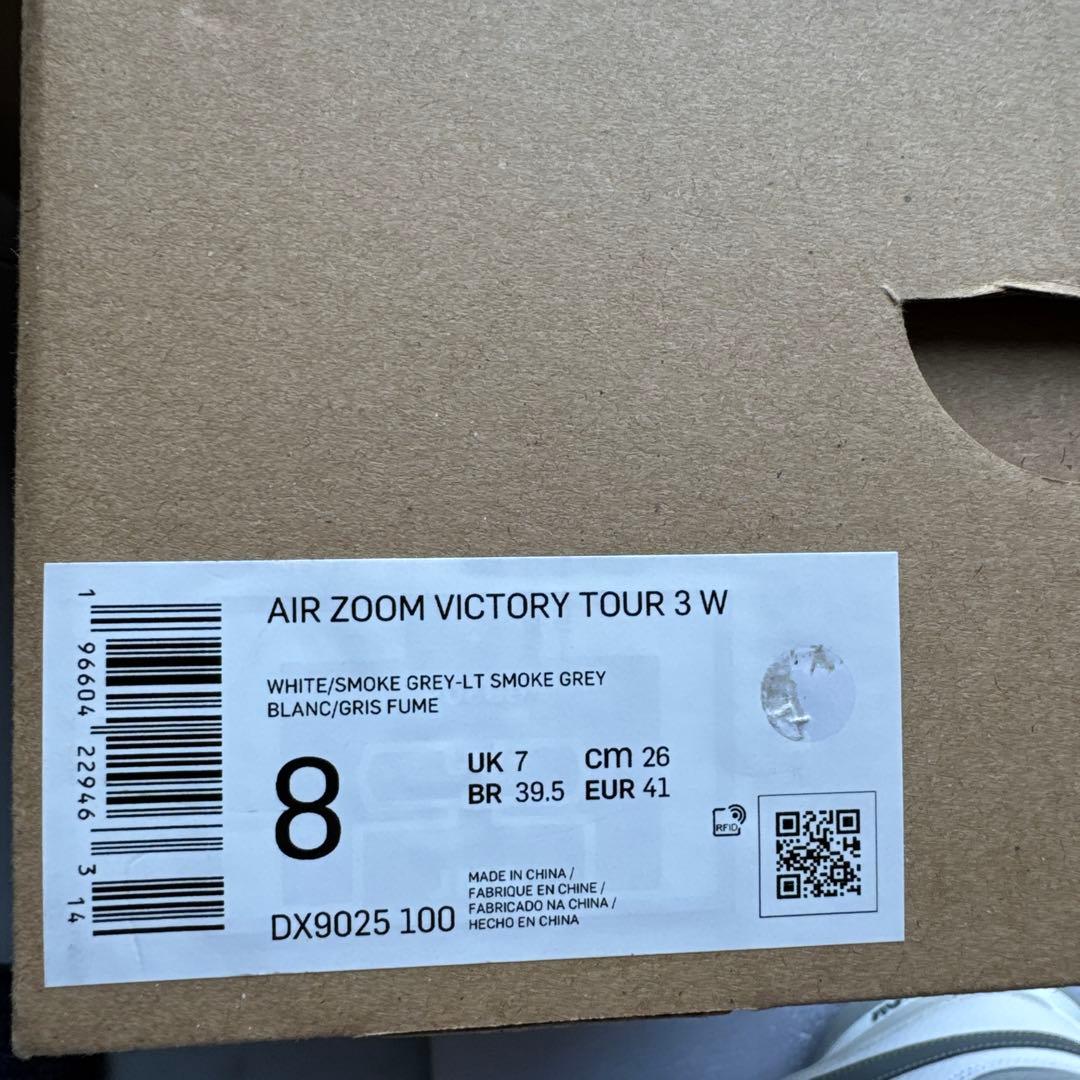 AIR ZOOM VICTORY TOUR 3 W
WHITE/SMOKE GREY-LT SMOKE GREY
BLANC/GRIS FUME
8
UK 7 cm 26
BR 39.5 EUR 41
RFID
MADE IN CHINA /
FABRIQUE EN CHINE /
FABRICADO NA CHINA /
HECHO EN CHINA
DX9025 100
1 96604 22946 3 14